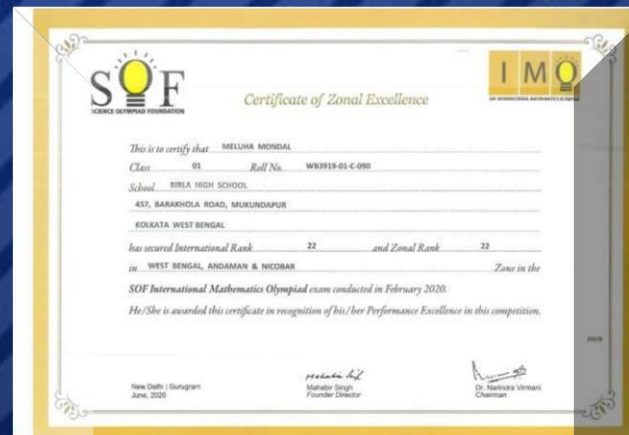 SOF
SCIENCE OLYMPIAD FOUNDATION
IMO
SOF INTERNATIONAL MATHEMATICS OLYMPIAD
Certificate of Zonal Excellence
This is to certify that MELUHA MONDAL
Class 01 Roll No. WB3919-01-C-090
School BIRLA HIGH SCHOOL
457, BARAKHOLA ROAD, MUKUNDAPUR
KOLKATA WEST BENGAL
has secured International Rank 22 and Zonal Rank 22
in WEST BENGAL, ANDAMAN & NICOBAR Zone in the
SOF International Mathematics Olympiad exam conducted in February 2020.
He/She is awarded this certificate in recognition of his/her Performance Excellence in this competition.
New Delhi | Gurugram
June, 2020
Mahabir Singh
Founder Director
Dr. Narindra Virmani
Chairman